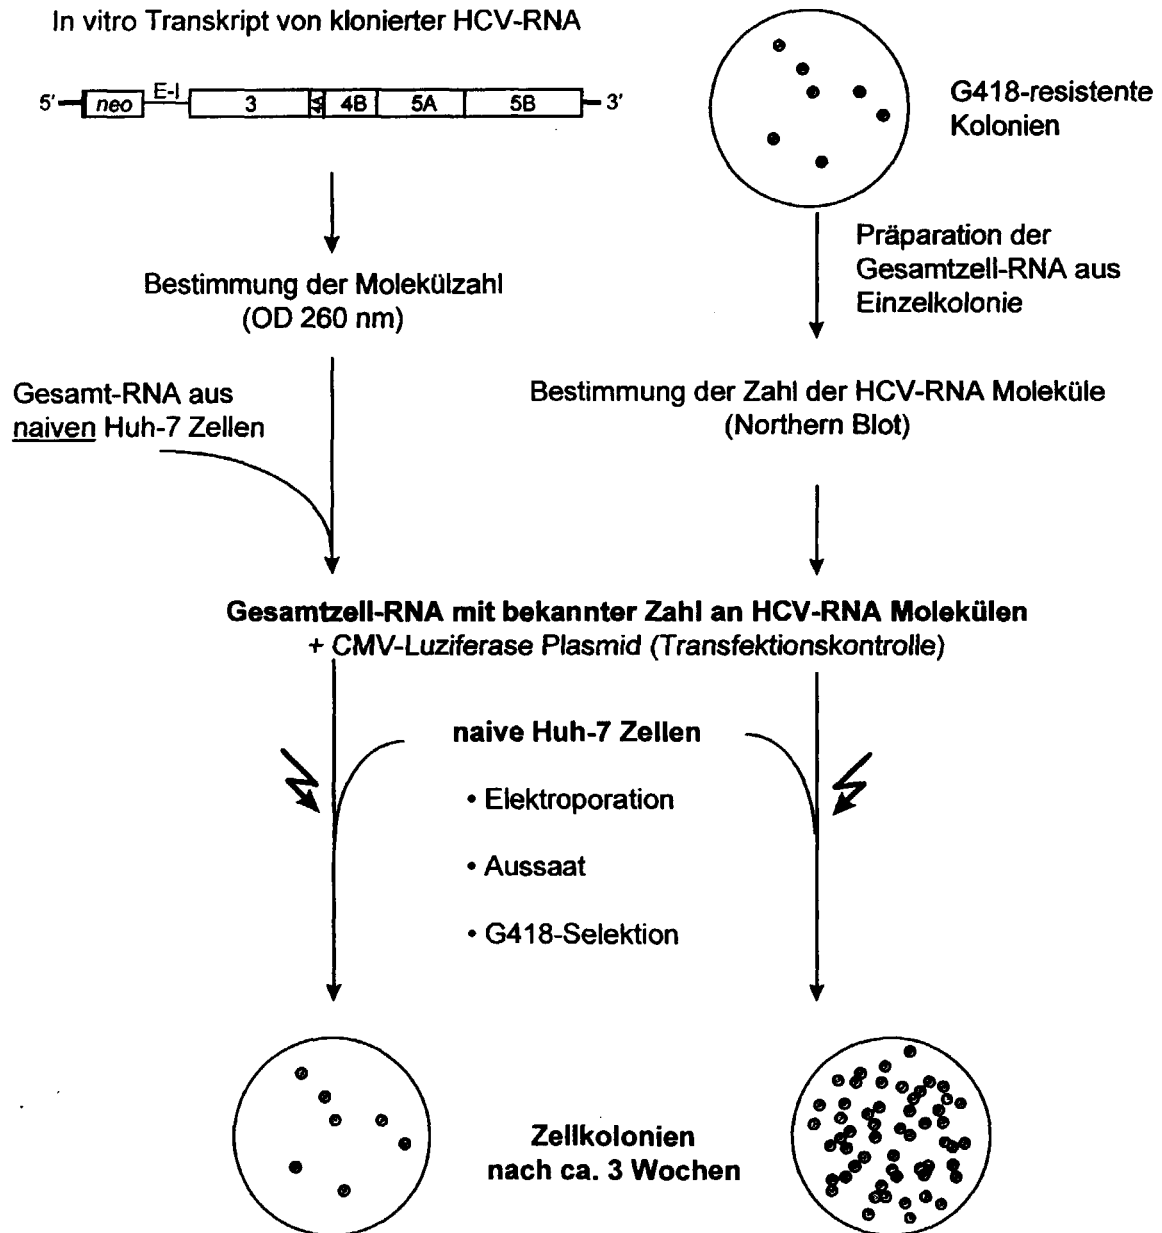 In vitro Transkript von klonierter HCV-RNA
5′ neo E-I 3 4A 4B 5A 5B 3′
G418-resistente
Kolonien
Bestimmung der Molekülzahl
(OD 260 nm)
Präparation der
Gesamtzell-RNA aus
Einzelkolonie
Gesamt-RNA aus
naiven Huh-7 Zellen
Bestimmung der Zahl der HCV-RNA Moleküle
(Northern Blot)
Gesamtzell-RNA mit bekannter Zahl an HCV-RNA Molekülen
+ CMV-Luziferase Plasmid (Transfektionskontrolle)
naive Huh-7 Zellen
• Elektroporation
• Aussaat
• G418-Selektion
Zellkolonien
nach ca. 3 Wochen